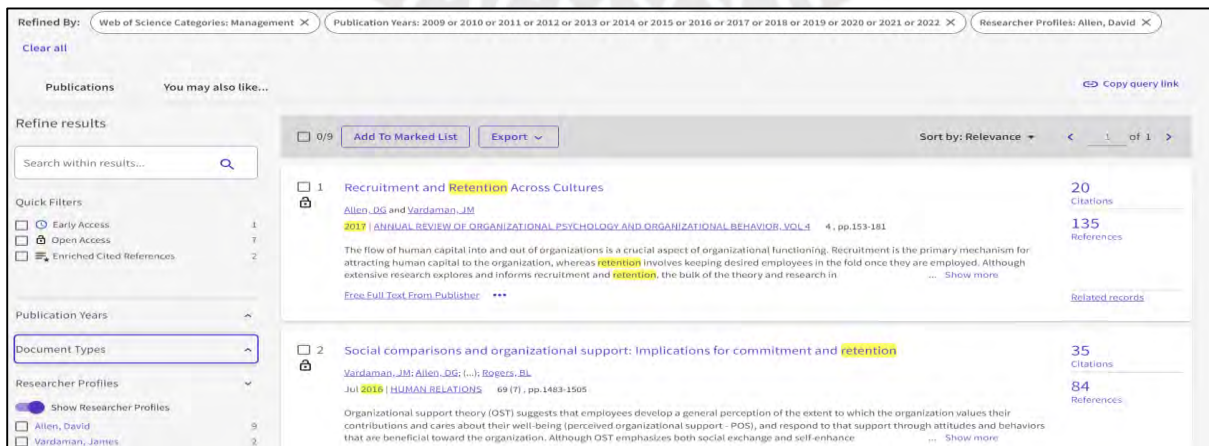 Refined By:
Web of Science Categories: Management ×
Publication Years: 2009 or 2010 or 2011 or 2012 or 2013 or 2014 or 2015 or 2016 or 2017 or 2018 or 2019 or 2020 or 2021 or 2022 ×
Researcher Profiles: Allen, David ×
Clear all
Publications
You may also like...
Copy query link
Refine results
Search within results...
Quick Filters
Early Access 1
Open Access 7
Enriched Cited References 2
Publication Years
Document Types
Researcher Profiles
Show Researcher Profiles
Allen, David 9
Vardaman, James 2
0/9
Add To Marked List
Export
Sort by: Relevance
< 1 of 1 >
1
Recruitment and Retention Across Cultures
Allen, DG and Vardaman, JM
2017 | ANNUAL REVIEW OF ORGANIZATIONAL PSYCHOLOGY AND ORGANIZATIONAL BEHAVIOR, VOL 4 4 , pp.153-181
The flow of human capital into and out of organizations is a crucial aspect of organizational functioning. Recruitment is the primary mechanism for
attracting human capital to the organization, whereas retention involves keeping desired employees in the fold once they are employed. Although
extensive research explores and informs recruitment and retention, the bulk of the theory and research in ... Show more
Free Full Text From Publisher •••
20
Citations
135
References
Related records
2
Social comparisons and organizational support: Implications for commitment and retention
Vardaman, JM; Allen, DG; (...); Rogers, BL
Jul 2016 | HUMAN RELATIONS 69 (7) , pp.1483-1505
Organizational support theory (OST) suggests that employees develop a general perception of the extent to which the organization values their
contributions and cares about their well-being (perceived organizational support - POS), and respond to that support through attitudes and behaviors
that are beneficial toward the organization. Although OST emphasizes both social exchange and self-enhance ... Show more
35
Citations
84
References